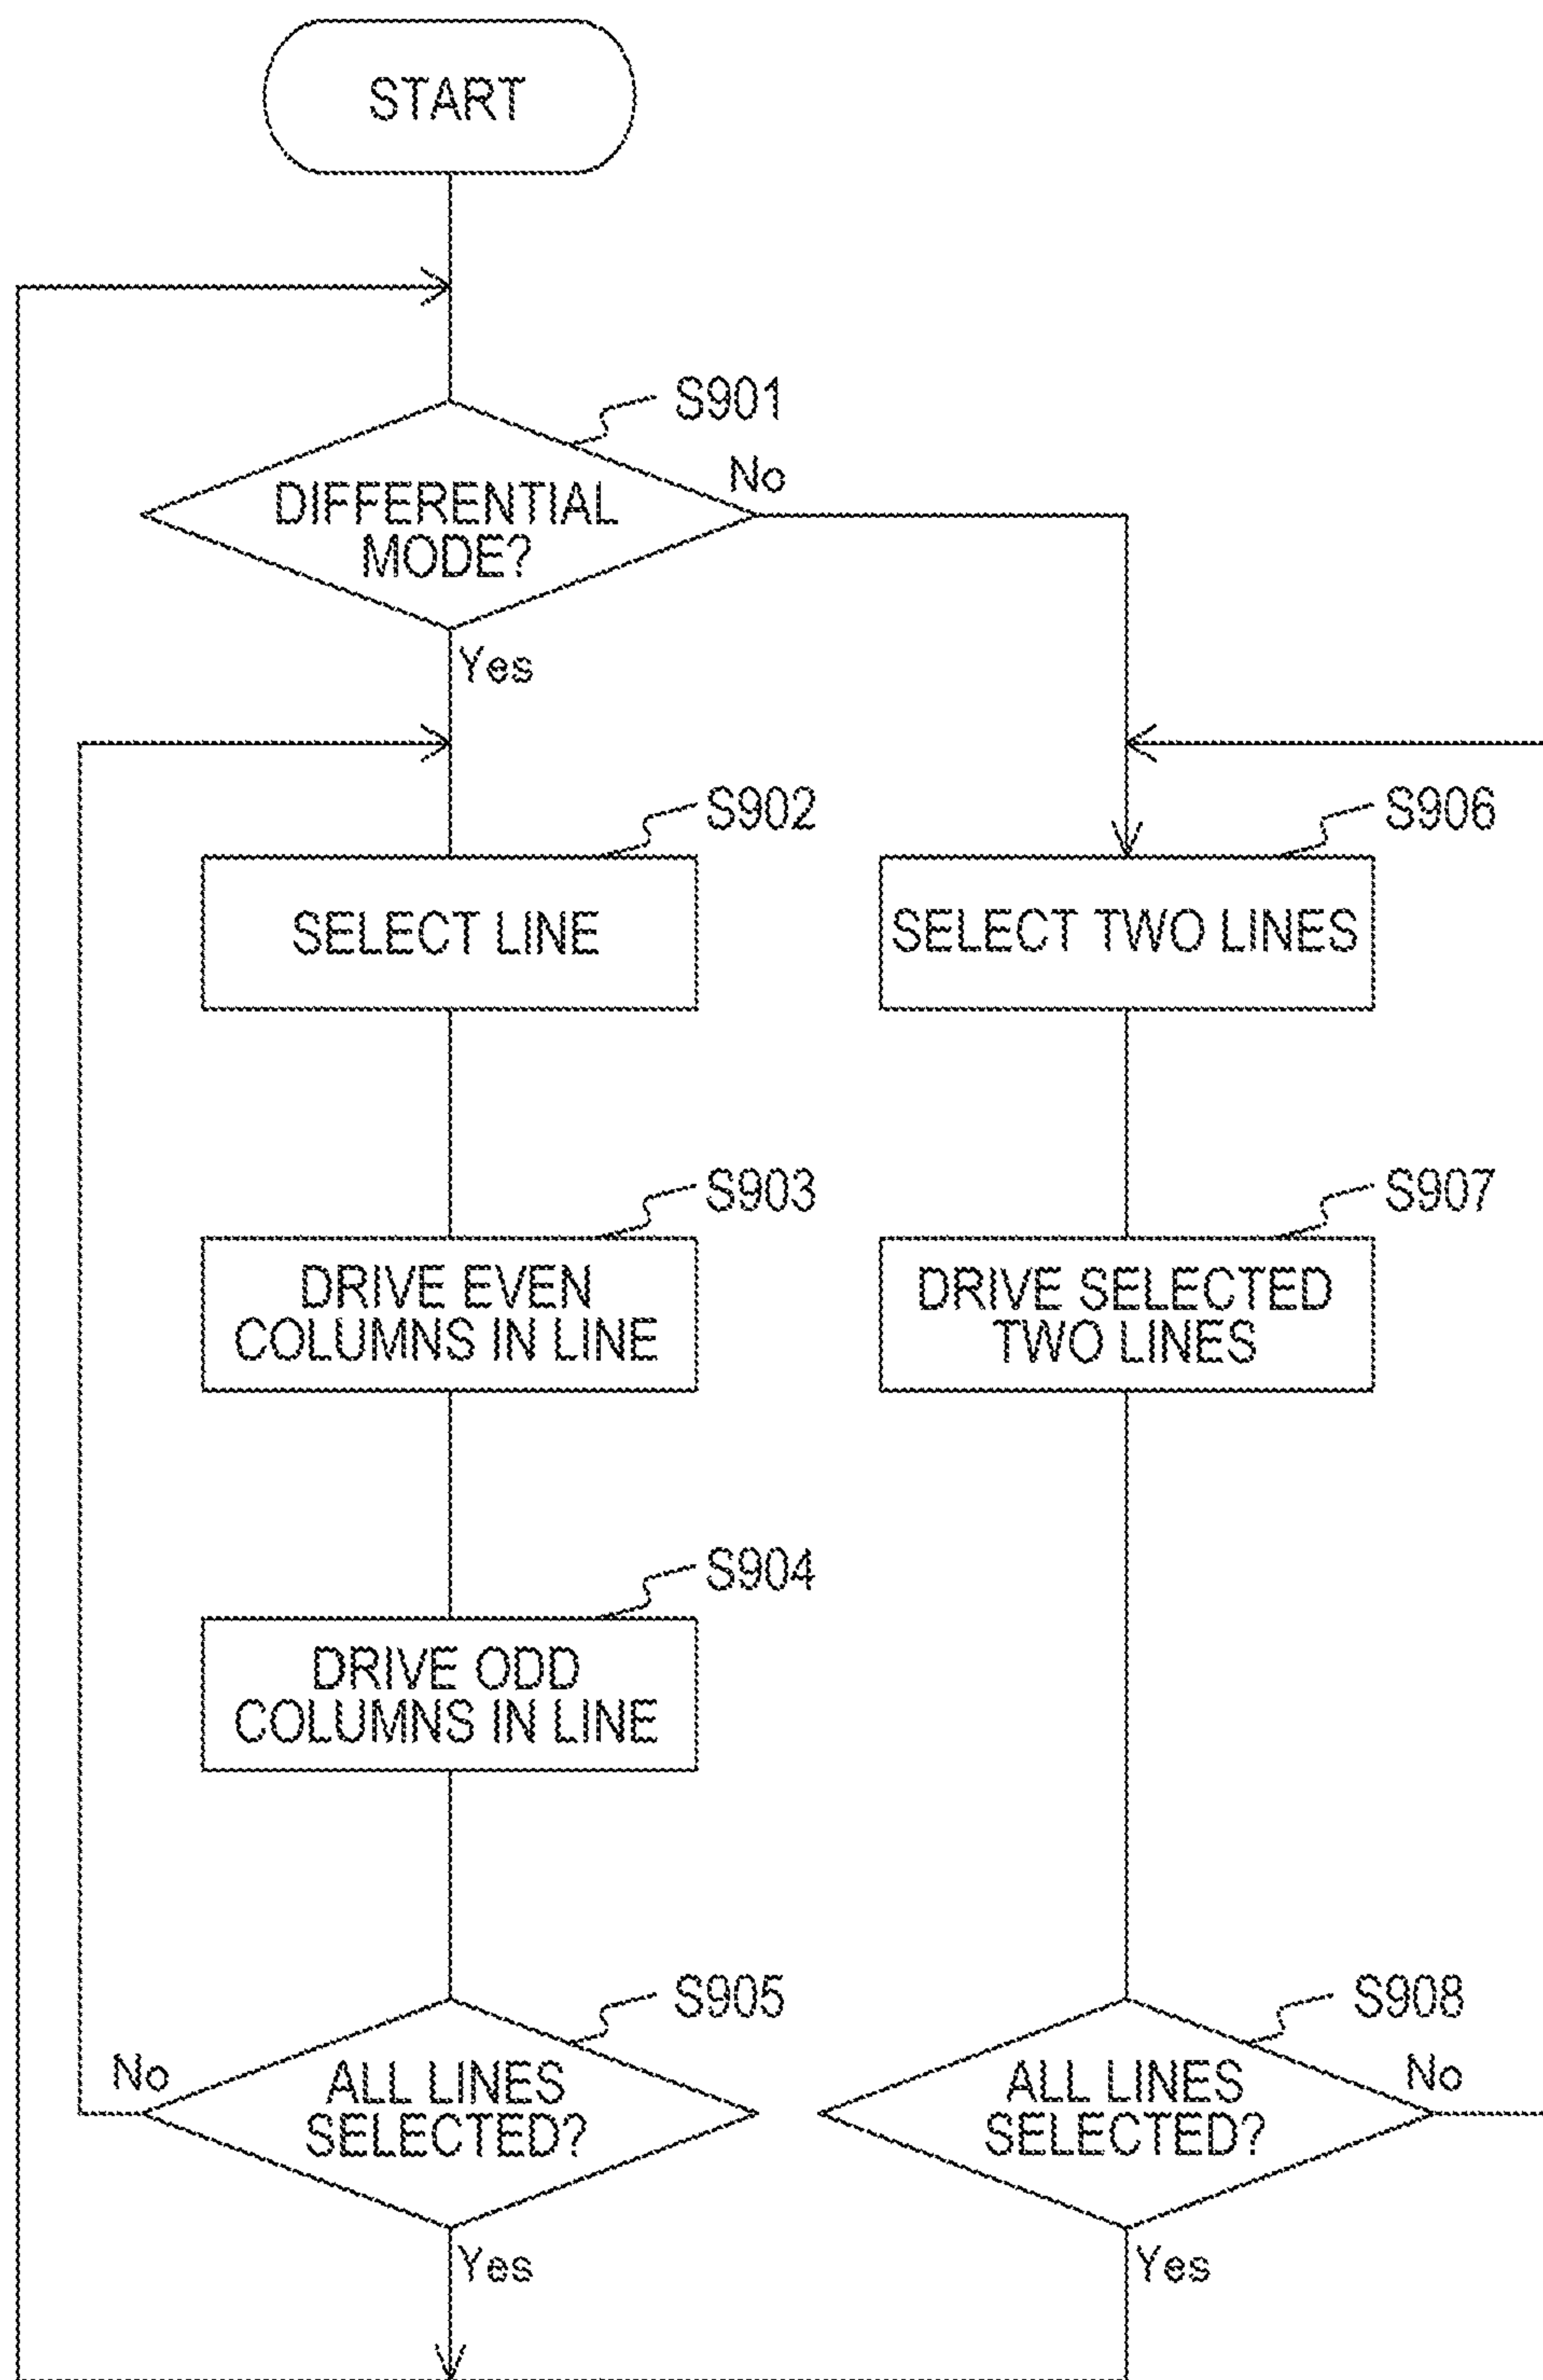 START
S901
No
DIFFERENTIAL
MODE?
Yes
S902
SELECT LINE
S906
SELECT TWO LINES
S903
DRIVE EVEN
COLUMNS IN LINE
S907
DRIVE SELECTED
TWO LINES
S904
DRIVE ODD
COLUMNS IN LINE
S905
No
ALL LINES
SELECTED?
Yes
S908
No
ALL LINES
SELECTED?
Yes